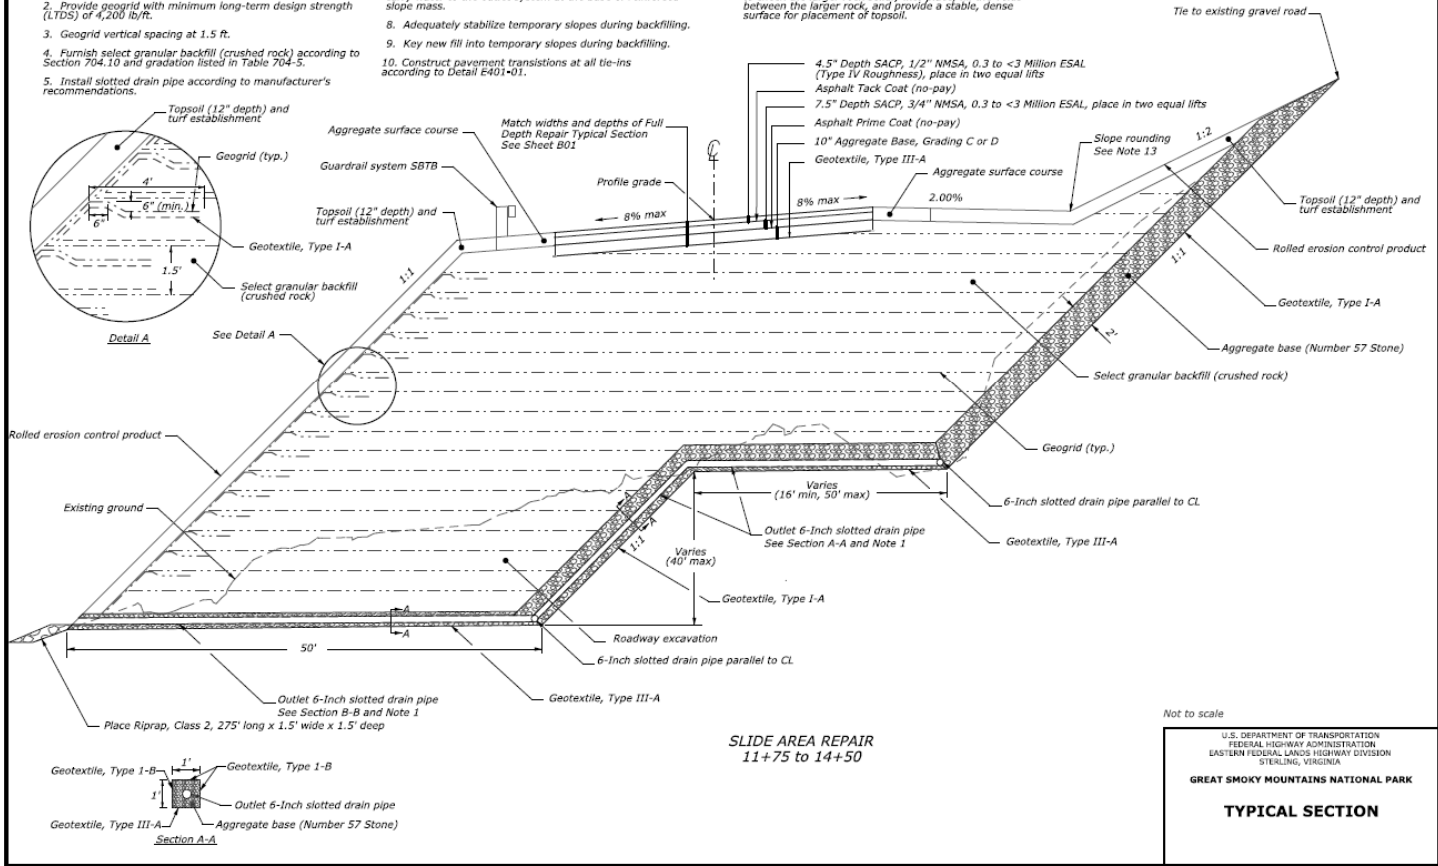 2. Provide geogrid with minimum long-term design strength
(LTDS) of 4,200 lb/ft.
3. Geogrid vertical spacing at 1.5 ft.
4. Furnish select granular backfill (crushed rock) according to
Section 704.10 and gradation listed in Table 704-5.
5. Install slotted drain pipe according to manufacturer's
recommendations.
slope mass.
8. Adequately stabilize temporary slopes during backfilling.
9. Key new fill into temporary slopes during backfilling.
10. Construct pavement transistions at all tie-ins
according to Detail E401-01.
between the larger rock, and provide a stable, dense
surface for placement of topsoil.
Tie to existing gravel road
4.5" Depth SACP, 1/2" NMSA, 0.3 to <3 Million ESAL
(Type IV Roughness), place in two equal lifts
Asphalt Tack Coat (no-pay)
7.5" Depth SACP, 3/4" NMSA, 0.3 to <3 Million ESAL, place in two equal lifts
Asphalt Prime Coat (no-pay)
10" Aggregate Base, Grading C or D
Geotextile, Type III-A
Aggregate surface course
2.00%
Slope rounding
See Note 13
1:2
Topsoil (12" depth) and
turf establishment
Rolled erosion control product
1:1
Geotextile, Type I-A
2'
Aggregate base (Number 57 Stone)
Select granular backfill (crushed rock)
Geogrid (typ.)
Match widths and depths of Full
Depth Repair Typical Section
See Sheet B01
Profile grade
8% max
8% max
Aggregate surface course
Guardrail system SBTB
Topsoil (12" depth) and
turf establishment
1:1
Topsoil (12" depth) and
turf establishment
Geogrid (typ.)
4'
6" (min.)
6"
Geotextile, Type I-A
1.5'
Select granular backfill
(crushed rock)
Detail A
See Detail A
Rolled erosion control product
Existing ground
Varies
(16' min, 50' max)
6-Inch slotted drain pipe parallel to CL
Outlet 6-Inch slotted drain pipe
See Section A-A and Note 1
Geotextile, Type III-A
A
A
1:1
Varies
(40' max)
Geotextile, Type I-A
A
A
Roadway excavation
50'
6-Inch slotted drain pipe parallel to CL
Geotextile, Type III-A
Outlet 6-Inch slotted drain pipe
See Section B-B and Note 1
Place Riprap, Class 2, 275' long x 1.5' wide x 1.5' deep
SLIDE AREA REPAIR
11+75 to 14+50
Geotextile, Type 1-B
1'
Geotextile, Type 1-B
1'
Outlet 6-Inch slotted drain pipe
Geotextile, Type III-A
Aggregate base (Number 57 Stone)
Section A-A
Not to scale
U.S. DEPARTMENT OF TRANSPORTATION
FEDERAL HIGHWAY ADMINISTRATION
EASTERN FEDERAL LANDS HIGHWAY DIVISION
STERLING, VIRGINIA
GREAT SMOKY MOUNTAINS NATIONAL PARK
TYPICAL SECTION